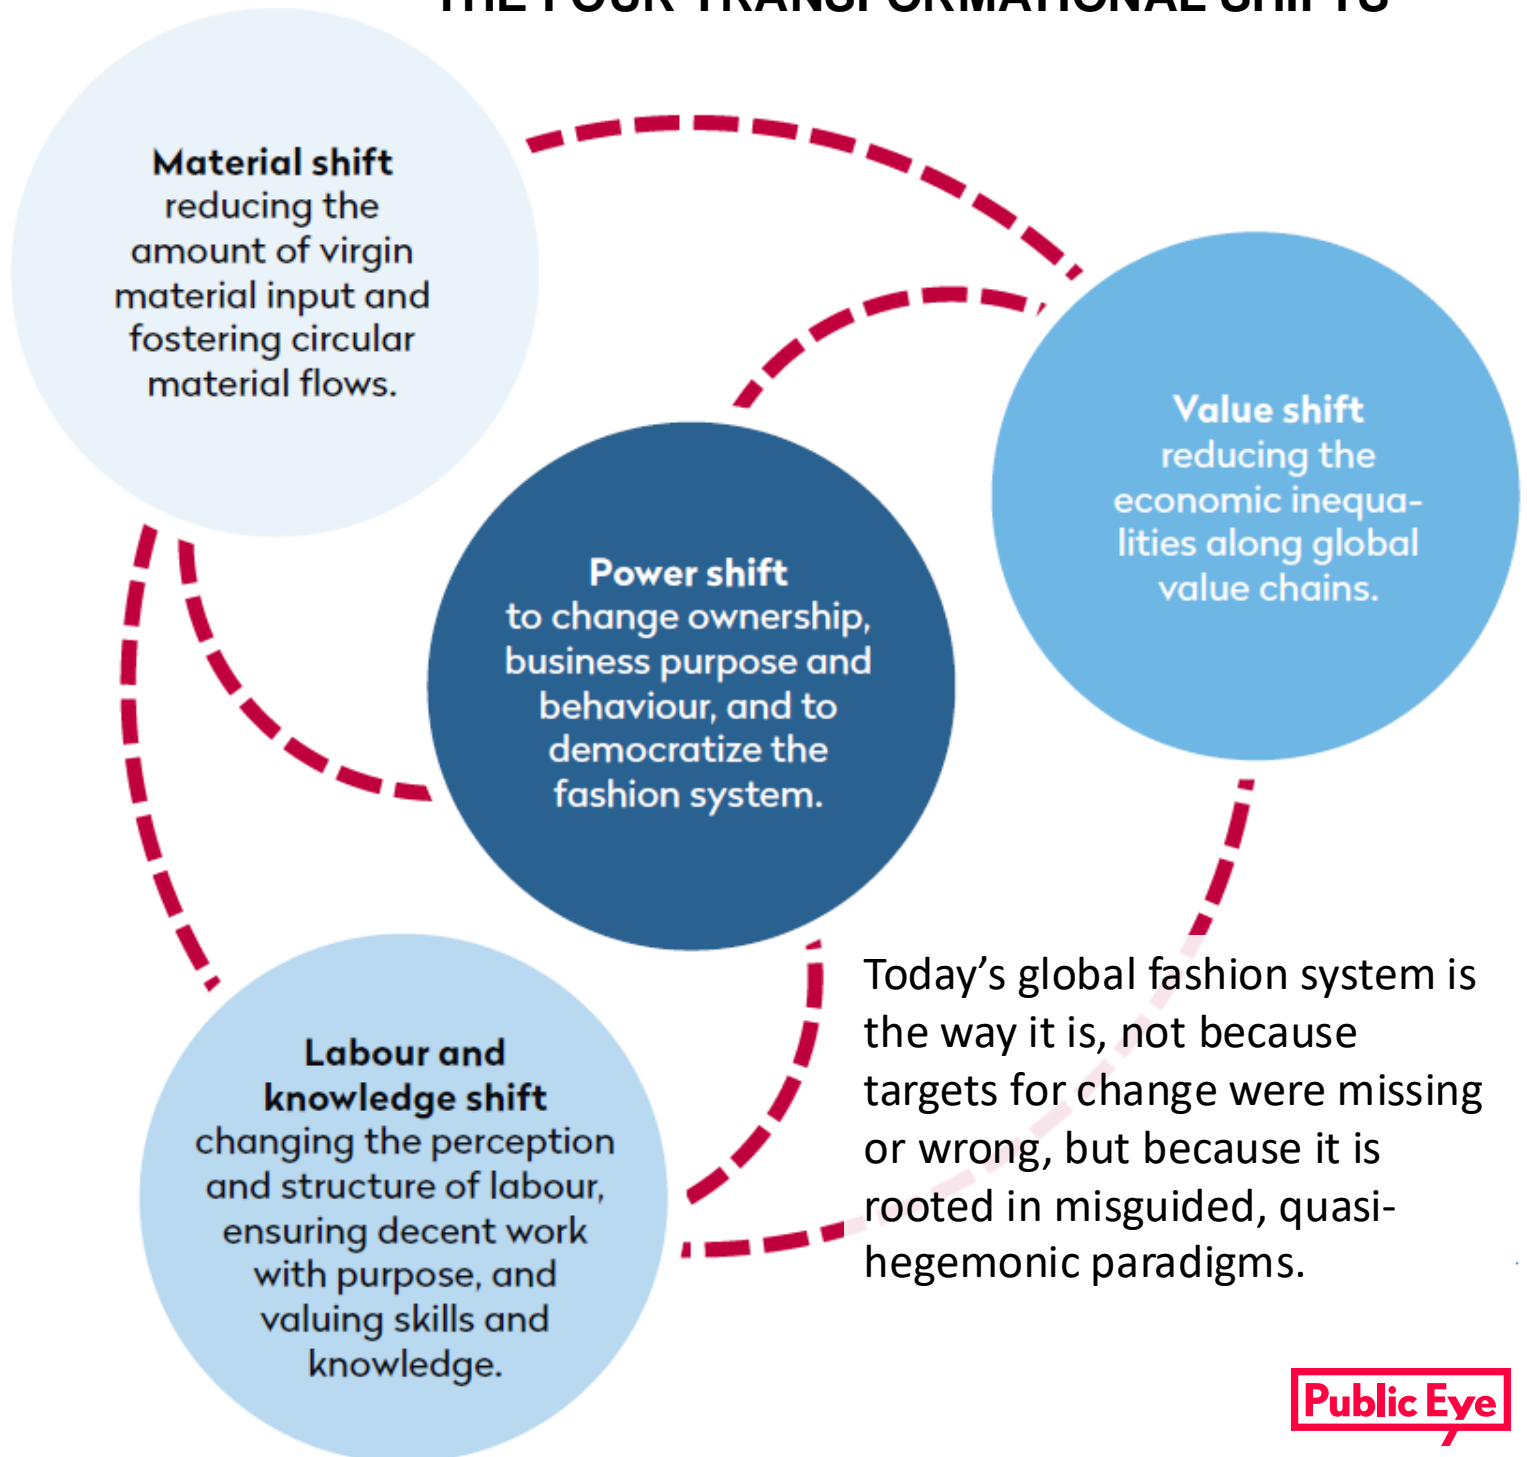 THE FOUR TRANSFORMATIONAL SHIFTS
Material shift
reducing the
amount of virgin
material input and
fostering circular
material flows.
Value shift
reducing the
economic inequa-
lities along global
value chains.
Power shift
to change ownership,
business purpose and
behaviour, and to
democratize the
fashion system.
Labour and
knowledge shift
changing the perception
and structure of labour,
ensuring decent work
with purpose, and
valuing skills and
knowledge.
Today’s global fashion system is
the way it is, not because
targets for change were missing
or wrong, but because it is
rooted in misguided, quasi-
hegemonic paradigms.
Public Eye